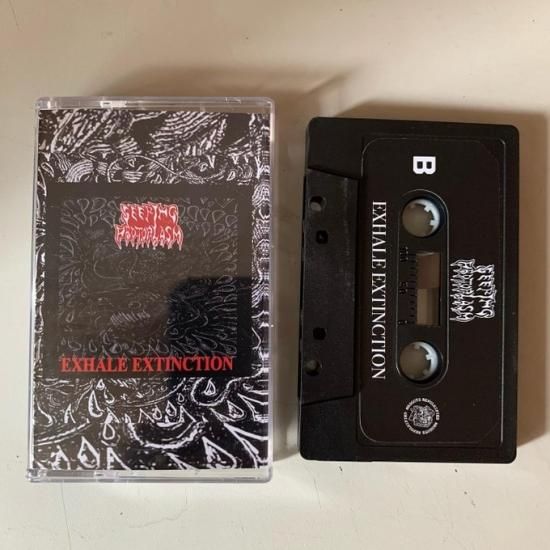 SEEPING
PROTOPLASM
EXHALE EXTINCTION
B
EXHALE EXTINCTION
SEEPING
PROTOPLASM